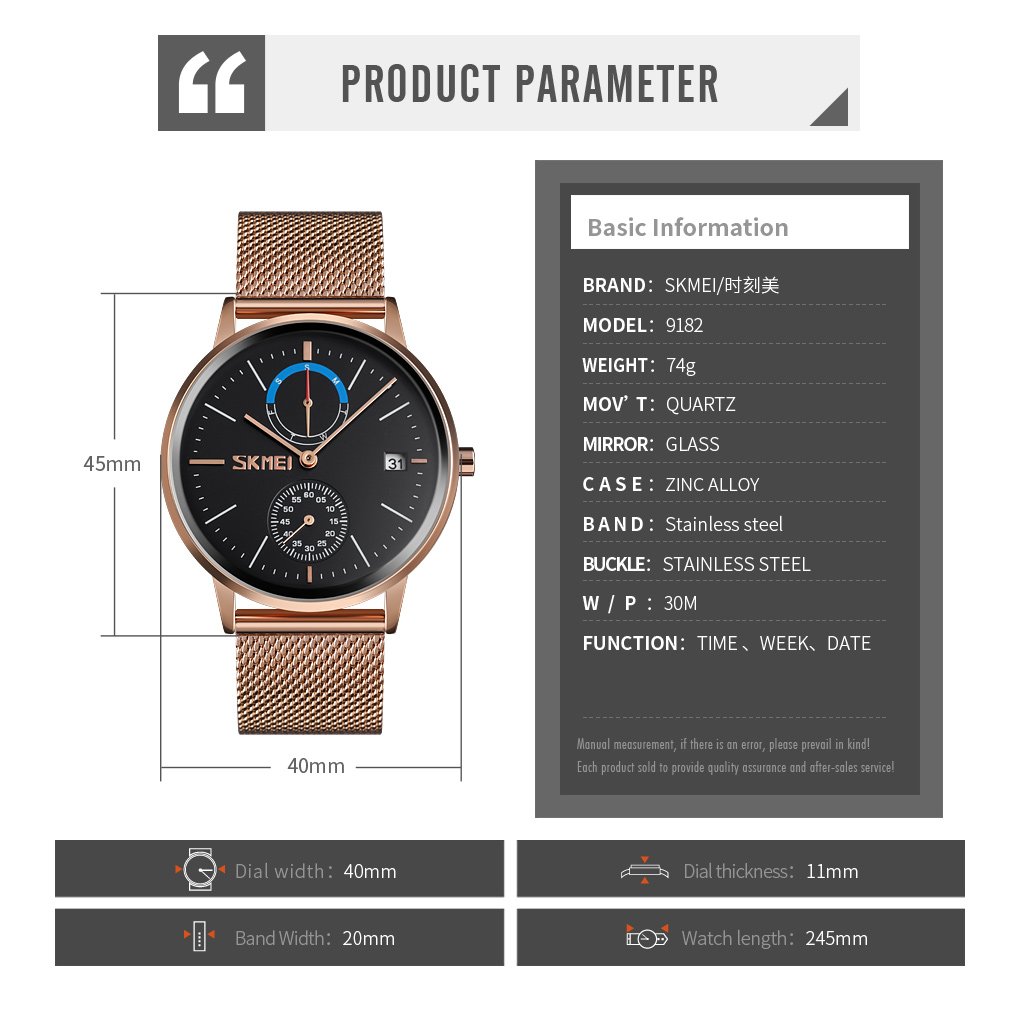 PRODUCT PARAMETER
Basic Information
BRAND: SKMEI/时刻美
MODEL: 9182
WEIGHT: 74g
MOV'T: QUARTZ
MIRROR: GLASS
CASE: ZINC ALLOY
BAND: Stainless steel
BUCKLE: STAINLESS STEEL
W/P: 30M
FUNCTION: TIME、WEEK、DATE
Manual measurement, if there is an error, please prevail in kind!
Each product sold to provide quality assurance and after-sales service!
45mm
S
S M
F
T W
SKMEI
31
60
55 05
50 10
45 15
40 20
35 25
30
40mm
Dial width: 40mm
Dial thickness: 11mm
Band Width: 20mm
Watch length: 245mm